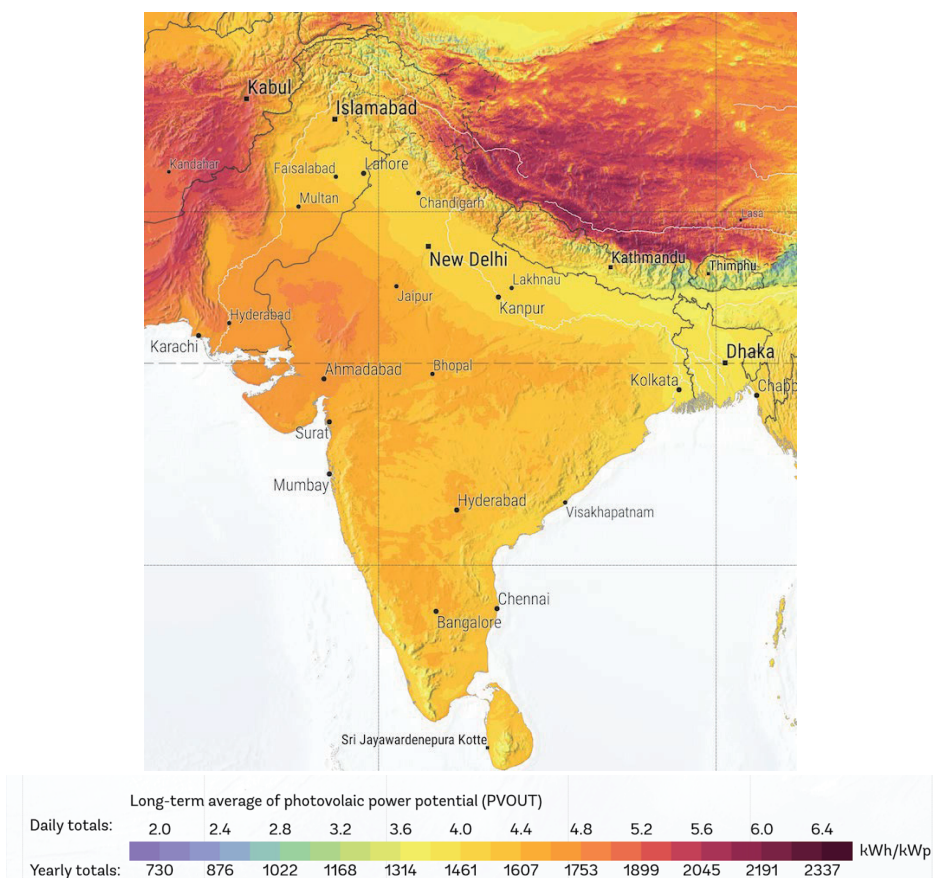 Kabul
Islamabad
Kandahar
Faisalabad
Lahore
Multan
Chandigarh
Lasa
New Delhi
Kathmandu
Thimphu
Lakhnau
Jaipur
Kanpur
Hyderabad
Karachi
Dhaka
Ahmadabad
Bhopal
Kolkata
Chapp
Surat
Mumbay
Hyderabad
Visakhapatnam
Chennai
Bangalore
Sri Jayawardenepura Kotte
Long-term average of photovolaic power potential (PVOUT)
Daily totals: 2.0 2.4 2.8 3.2 3.6 4.0 4.4 4.8 5.2 5.6 6.0 6.4
kWh/kWp
Yearly totals: 730 876 1022 1168 1314 1461 1607 1753 1899 2045 2191 2337